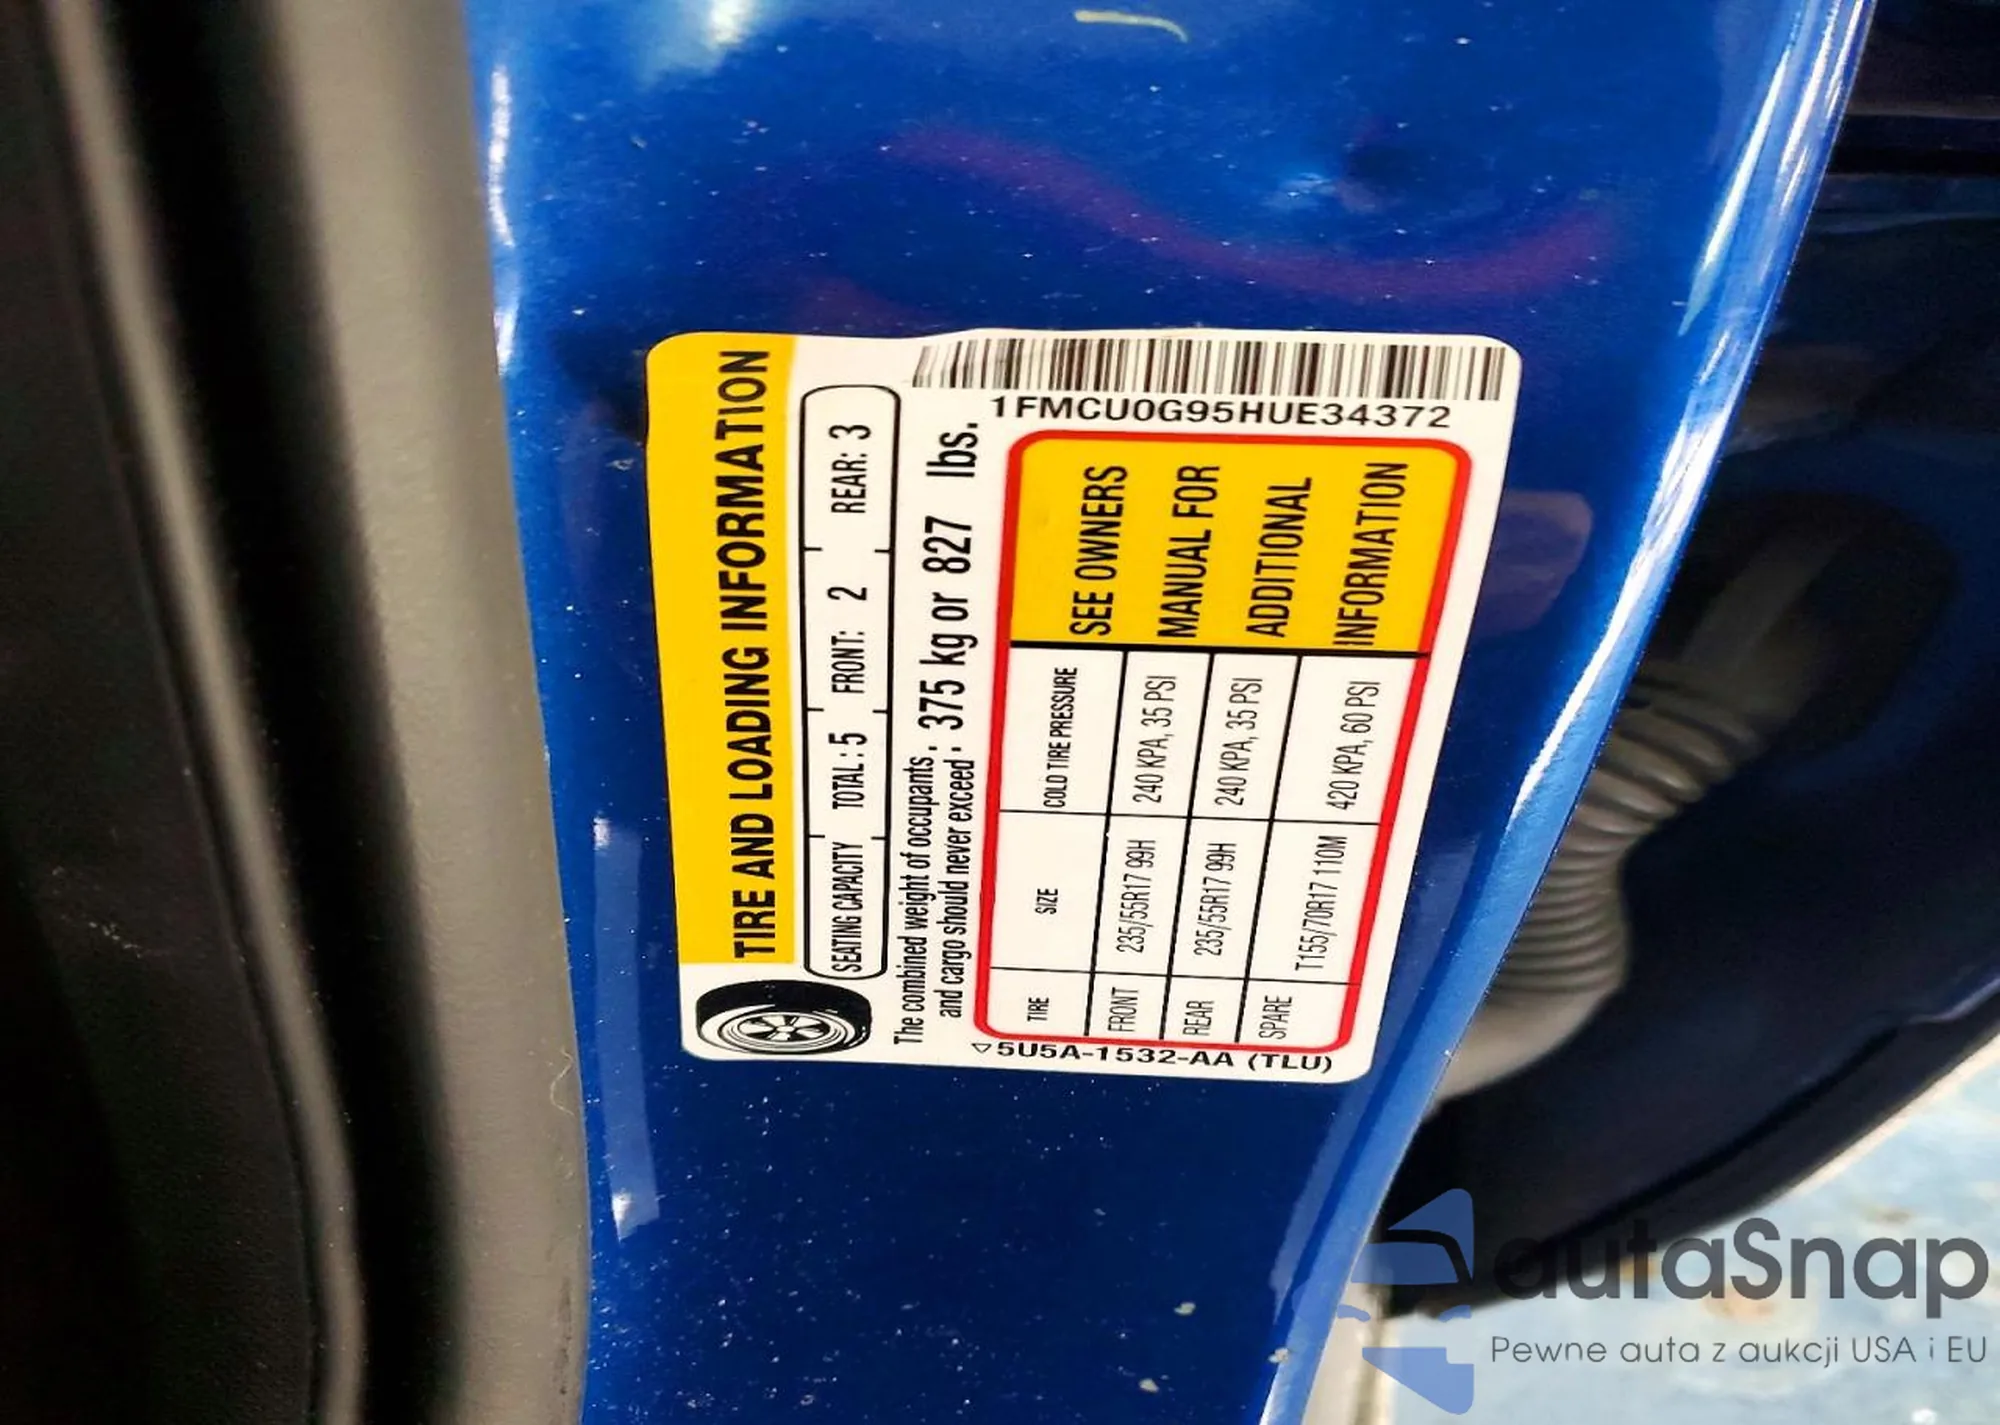 TIRE AND LOADING INFORMATION
SEATING CAPACITY TOTAL : 5 FRONT: 2 REAR: 3
The combined weight of occupants
and cargo should never exceed : 375 kg or 827 lbs.
1FMCU0G95HUE34372
TIRE SIZE COLD TIRE PRESSURE
FRONT 235/55R17 99H 240 KPA, 35 PSI
REAR 235/55R17 99H 240 KPA, 35 PSI
SPARE T155/70R17 110M 420 KPA, 60 PSI
SEE OWNERS
MANUAL FOR
ADDITIONAL
INFORMATION
5U5A-1532-AA (TLU)
autaSnap
Pewne auta z aukcji USA i EU